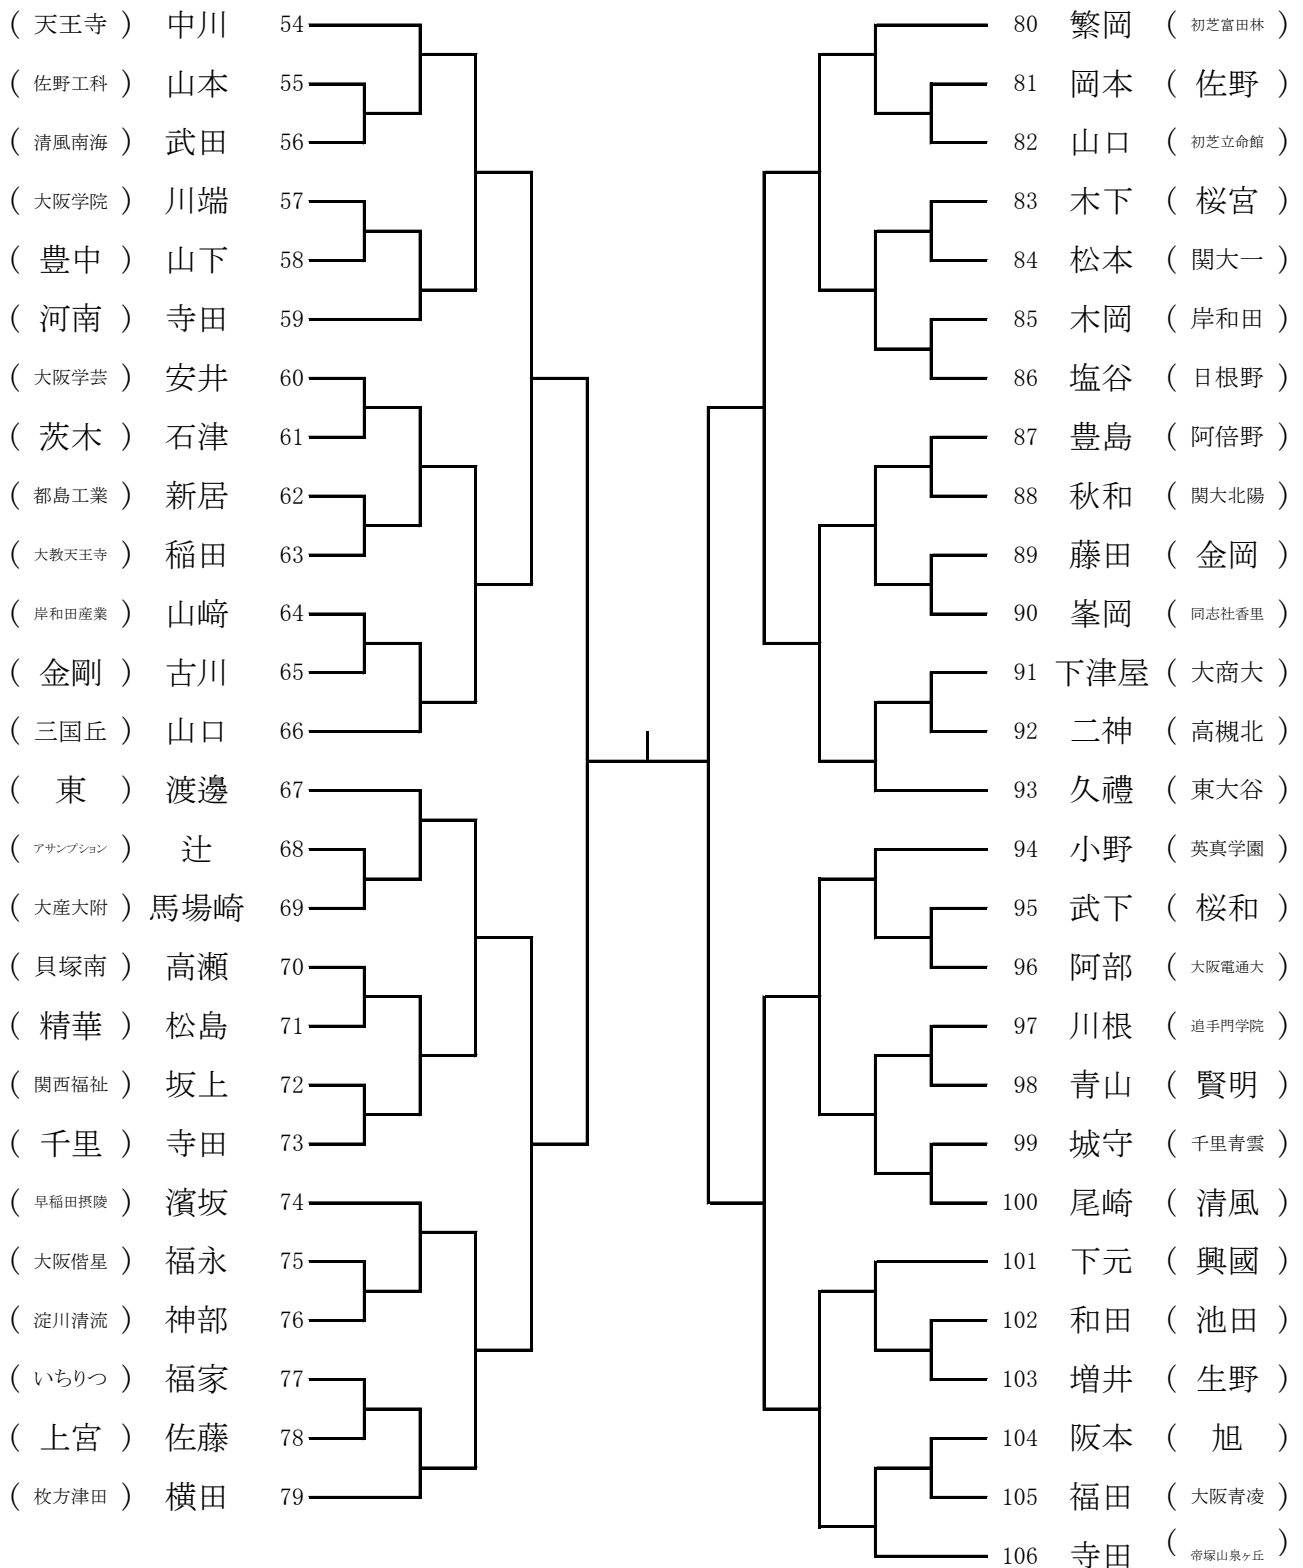 ( 天王寺 ) 中川 54
( 佐野工科 ) 山本 55
( 清風南海 ) 武田 56
( 大阪学院 ) 川端 57
( 豊中 ) 山下 58
( 河南 ) 寺田 59
( 大阪学芸 ) 安井 60
( 茨木 ) 石津 61
( 都島工業 ) 新居 62
( 大教天王寺 ) 稲田 63
( 岸和田産業 ) 山﨑 64
( 金剛 ) 古川 65
( 三国丘 ) 山口 66
( 東 ) 渡邊 67
( アサンプション ) 辻 68
( 大産大附 ) 馬場崎 69
( 貝塚南 ) 高瀬 70
( 精華 ) 松島 71
( 関西福祉 ) 坂上 72
( 千里 ) 寺田 73
( 早稲田摂陵 ) 濱坂 74
( 大阪偕星 ) 福永 75
( 淀川清流 ) 神部 76
( いちりつ ) 福家 77
( 上宮 ) 佐藤 78
( 枚方津田 ) 横田 79
80 繁岡 ( 初芝富田林 )
81 岡本 ( 佐野 )
82 山口 ( 初芝立命館 )
83 木下 ( 桜宮 )
84 松本 ( 関大一 )
85 木岡 ( 岸和田 )
86 塩谷 ( 日根野 )
87 豊島 ( 阿倍野 )
88 秋和 ( 関大北陽 )
89 藤田 ( 金岡 )
90 峯岡 ( 同志社香里 )
91 下津屋 ( 大商大 )
92 二神 ( 高槻北 )
93 久禮 ( 東大谷 )
94 小野 ( 英真学園 )
95 武下 ( 桜和 )
96 阿部 ( 大阪電通大 )
97 川根 ( 追手門学院 )
98 青山 ( 賢明 )
99 城守 ( 千里青雲 )
100 尾崎 ( 清風 )
101 下元 ( 興國 )
102 和田 ( 池田 )
103 増井 ( 生野 )
104 阪本 ( 旭 )
105 福田 ( 大阪青凌 )
106 寺田 ( 帝塚山泉ヶ丘 )